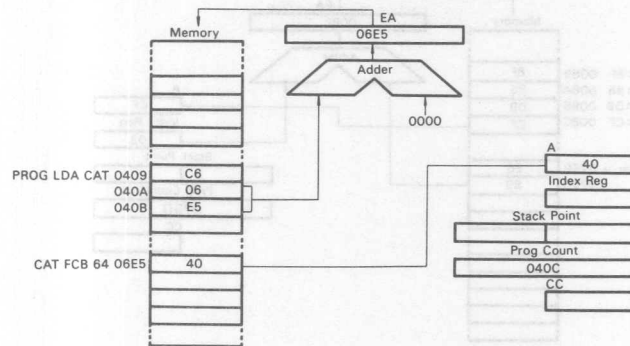 EA
Memory
06E5
Adder
0000
A
PROG LDA CAT 0409 C6
40
040A 06
Index Reg
040B E5
Stack Point
Prog Count
CAT FCB 64 06E5 40
040C
CC